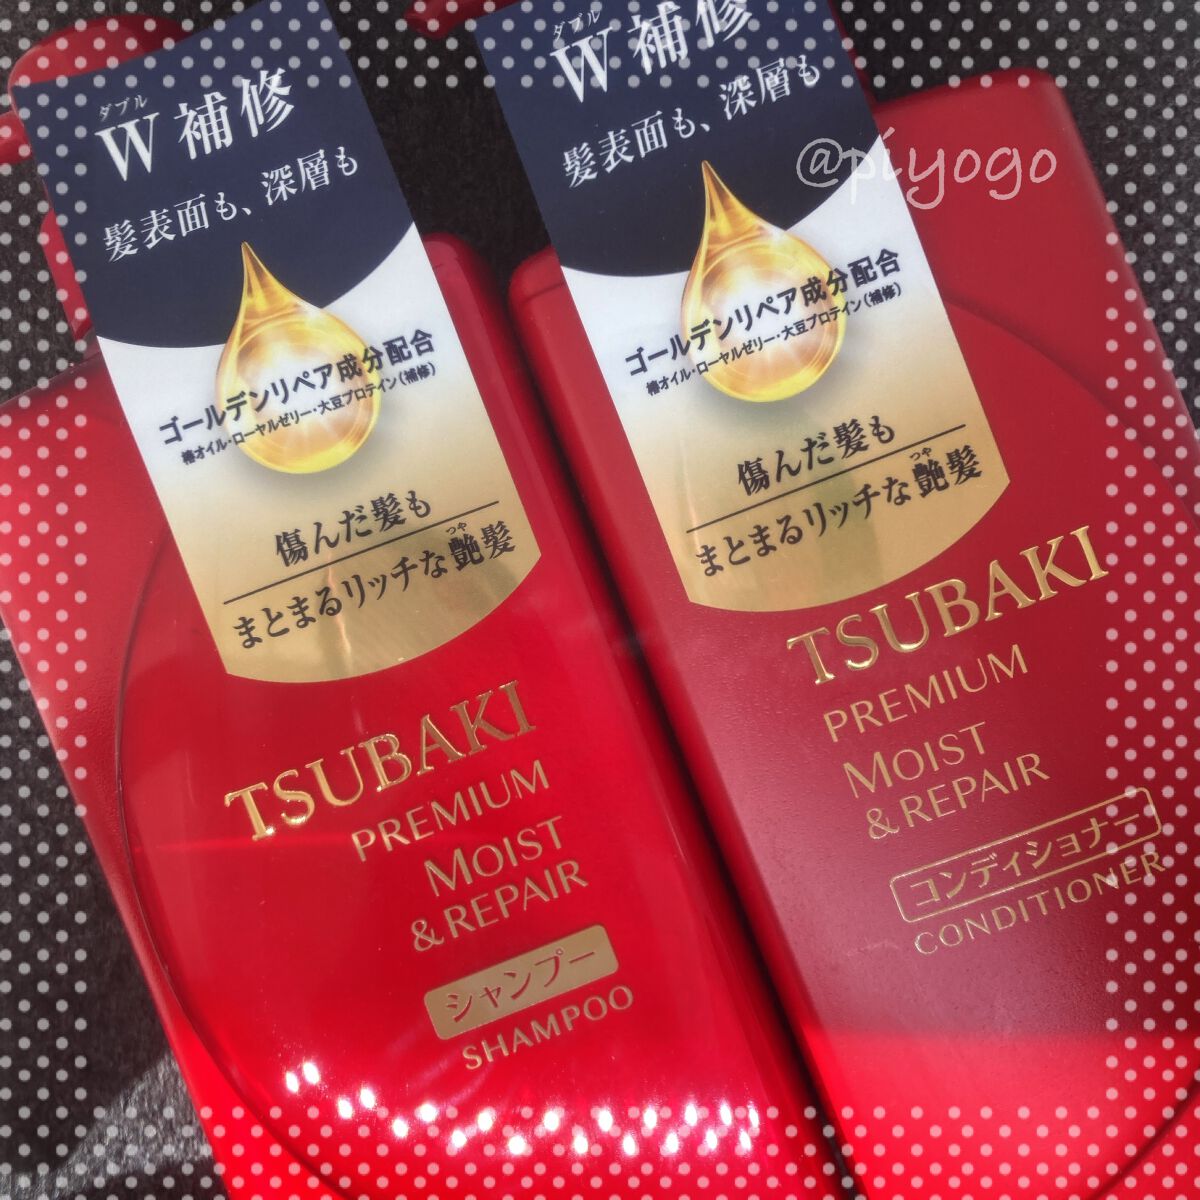 ダブル
W補修
髪表面も、深層も
ゴールデンリペア成分配合
椿オイル・ローヤルゼリー・大豆プロテイン(補修)
傷んだ髪も
つや
まとまるリッチな艶髪
TSUBAKI
PREMIUM
MOIST
&REPAIR
シャンプー
SHAMPOO
ダブル
W補修
髪表面も、深層も
@piyogo
ゴールデンリペア成分配合
椿オイル・ローヤルゼリー・大豆プロテイン(補修)
傷んだ髪も
つや
まとまるリッチな艶髪
TSUBAKI
PREMIUM
MOIST
&REPAIR
コンディショナー
CONDITIONER